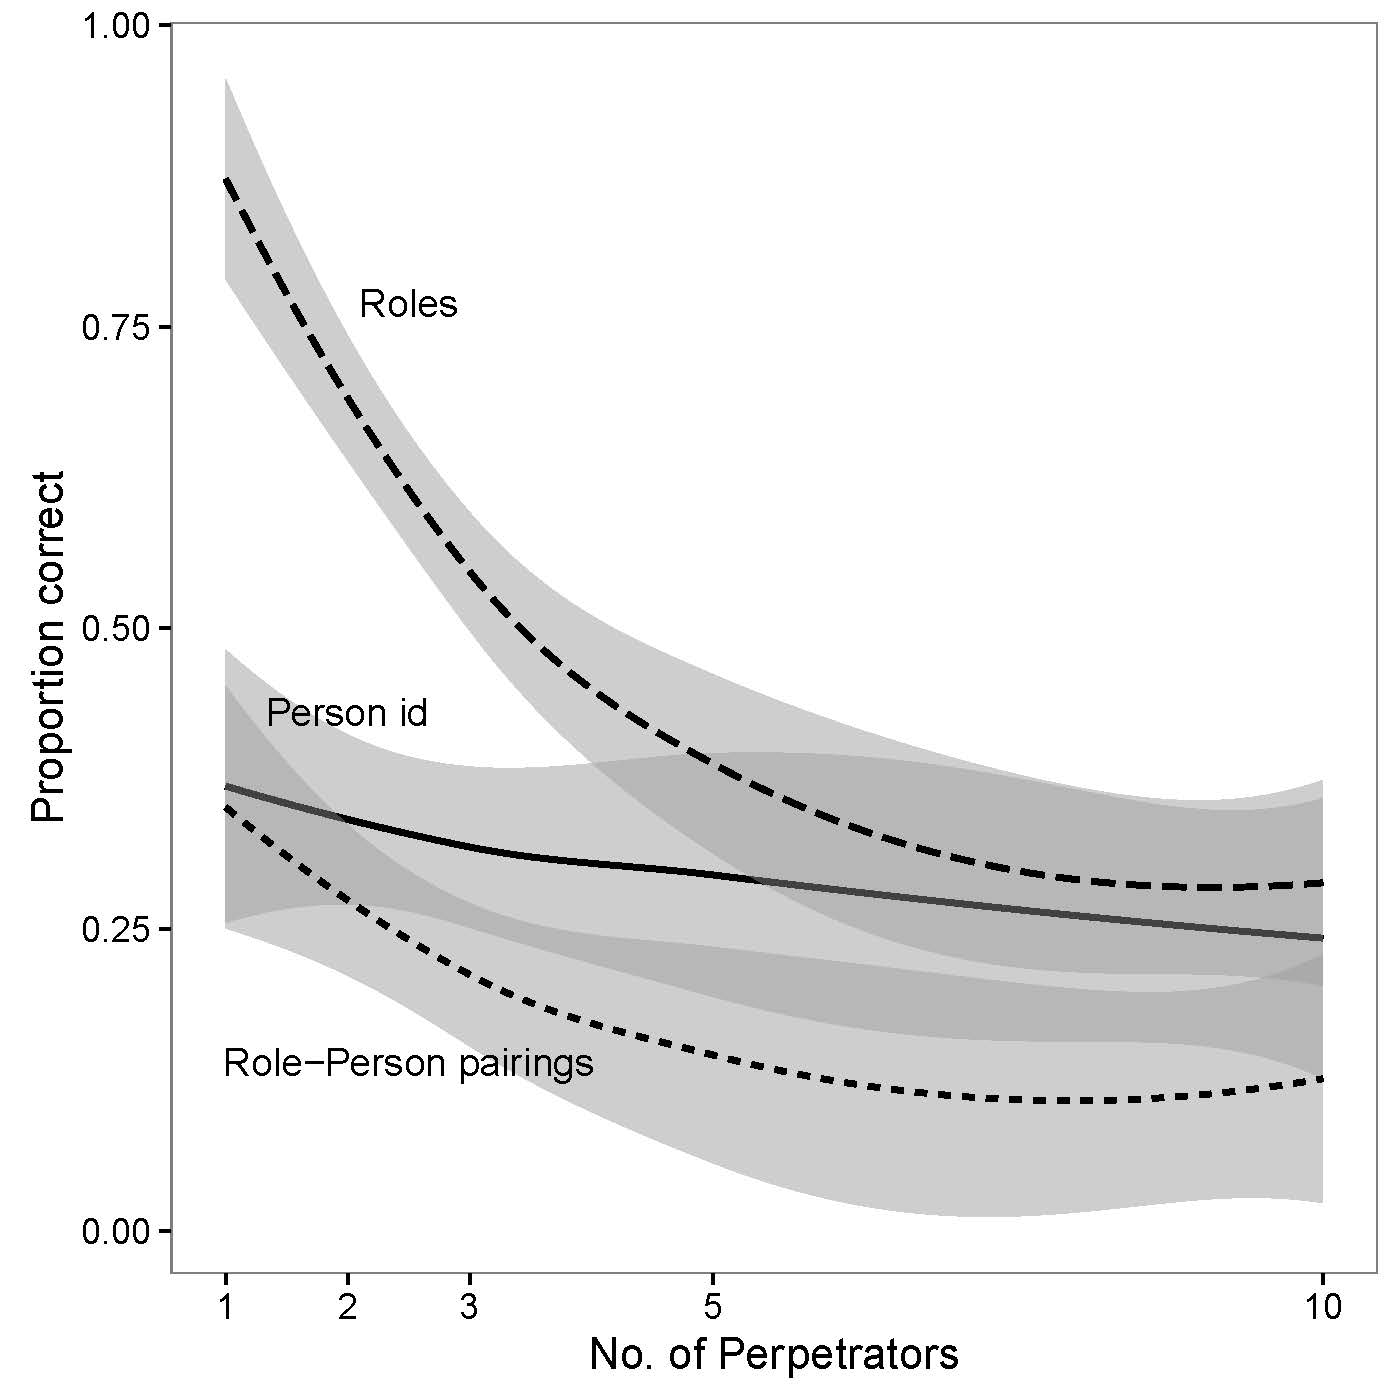 1.00
0.75
0.50
0.25
0.00
Proportion correct
Roles
Person id
Role−Person pairings
1 2 3 5 10
No. of Perpetrators